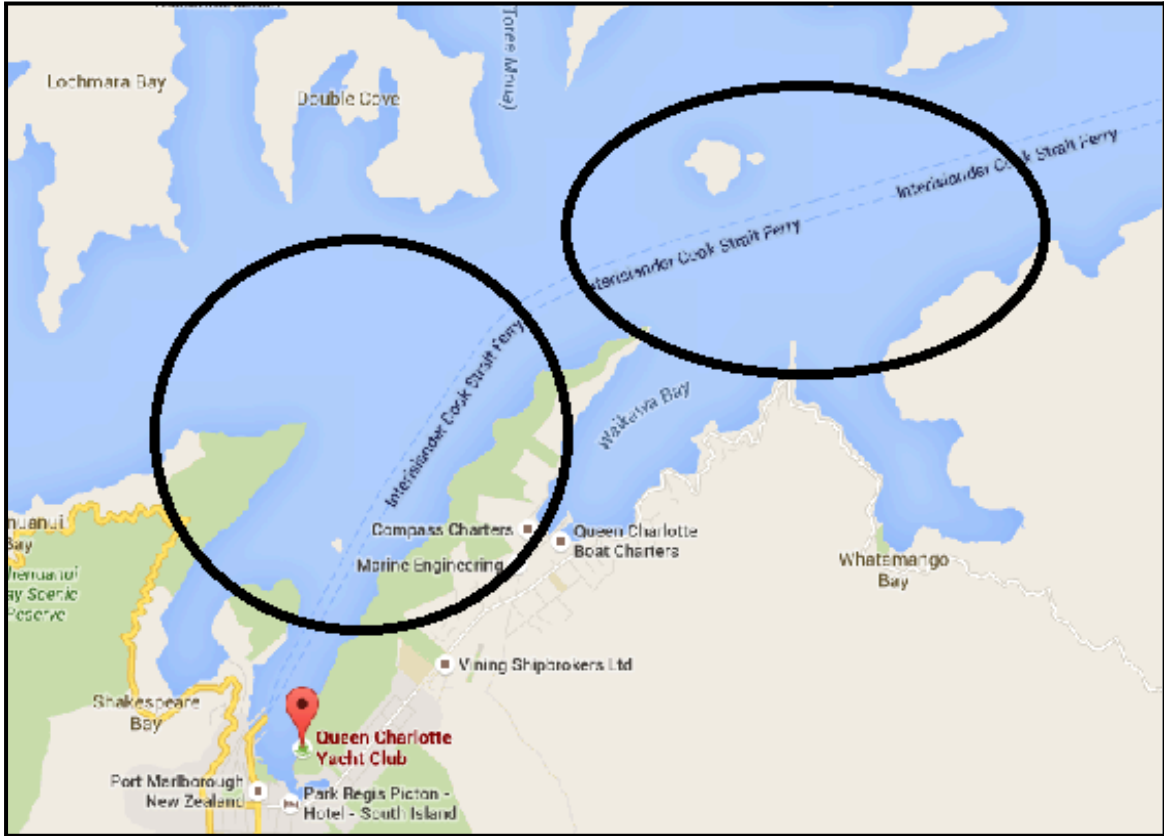 Lochmara Bay
Double Cove
Interislander Cook Strait Ferry
Interislander Cook Strait Ferry
Interislander Cook Strait Ferry
Waikawa Bay
Bay
ay Scenic
Reserve
Compass Charters
Queen Charlotte
Boat Charters
Marine Engineering
Whatamango
Bay
Vining Shipbrokers Ltd
Shakespeare
Bay
Queen Charlotte
Yacht Club
Port Marlborough
New Zealand
Park Regis Picton -
Hotel - South Island